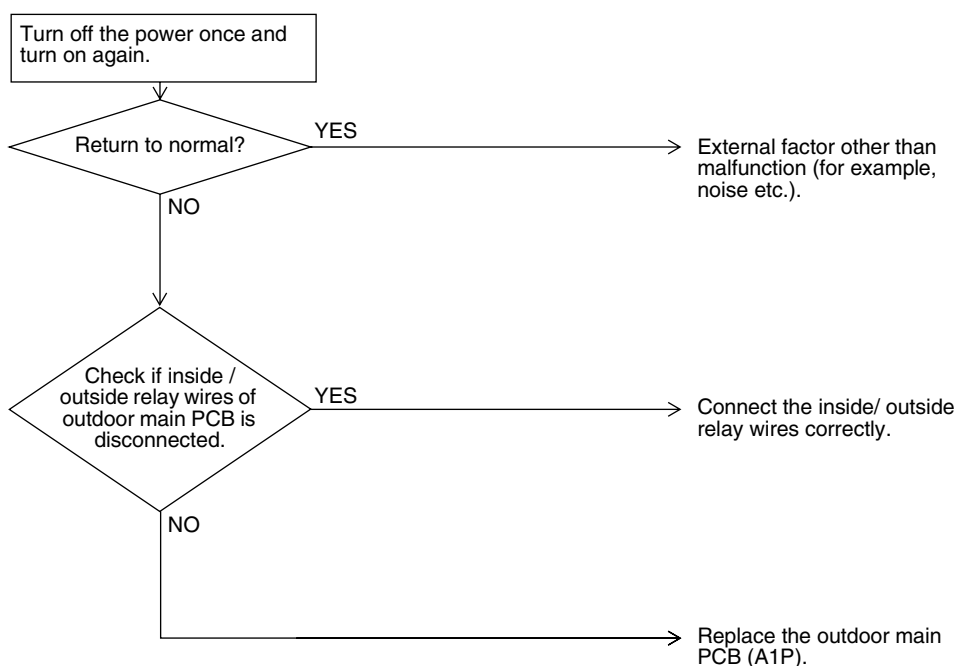 Turn off the power once and
turn on again.
Return to normal?
YES
External factor other than
malfunction (for example,
noise etc.).
NO
Check if inside /
outside relay wires of
outdoor main PCB is
disconnected.
YES
Connect the inside/ outside
relay wires correctly.
NO
Replace the outdoor main
PCB (A1P).